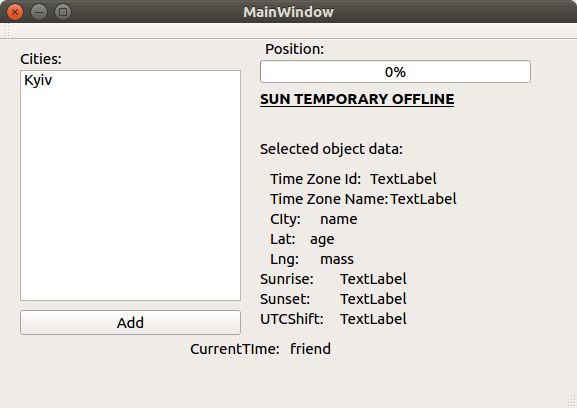 MainWindow
Cities:
Kyiv
Add
Position:
0%
SUN TEMPORARY OFFLINE
Selected object data:
Time Zone Id: TextLabel
Time Zone Name: TextLabel
CIty: name
Lat: age
Lng: mass
Sunrise: TextLabel
Sunset: TextLabel
UTCShift: TextLabel
CurrentTIme: friend